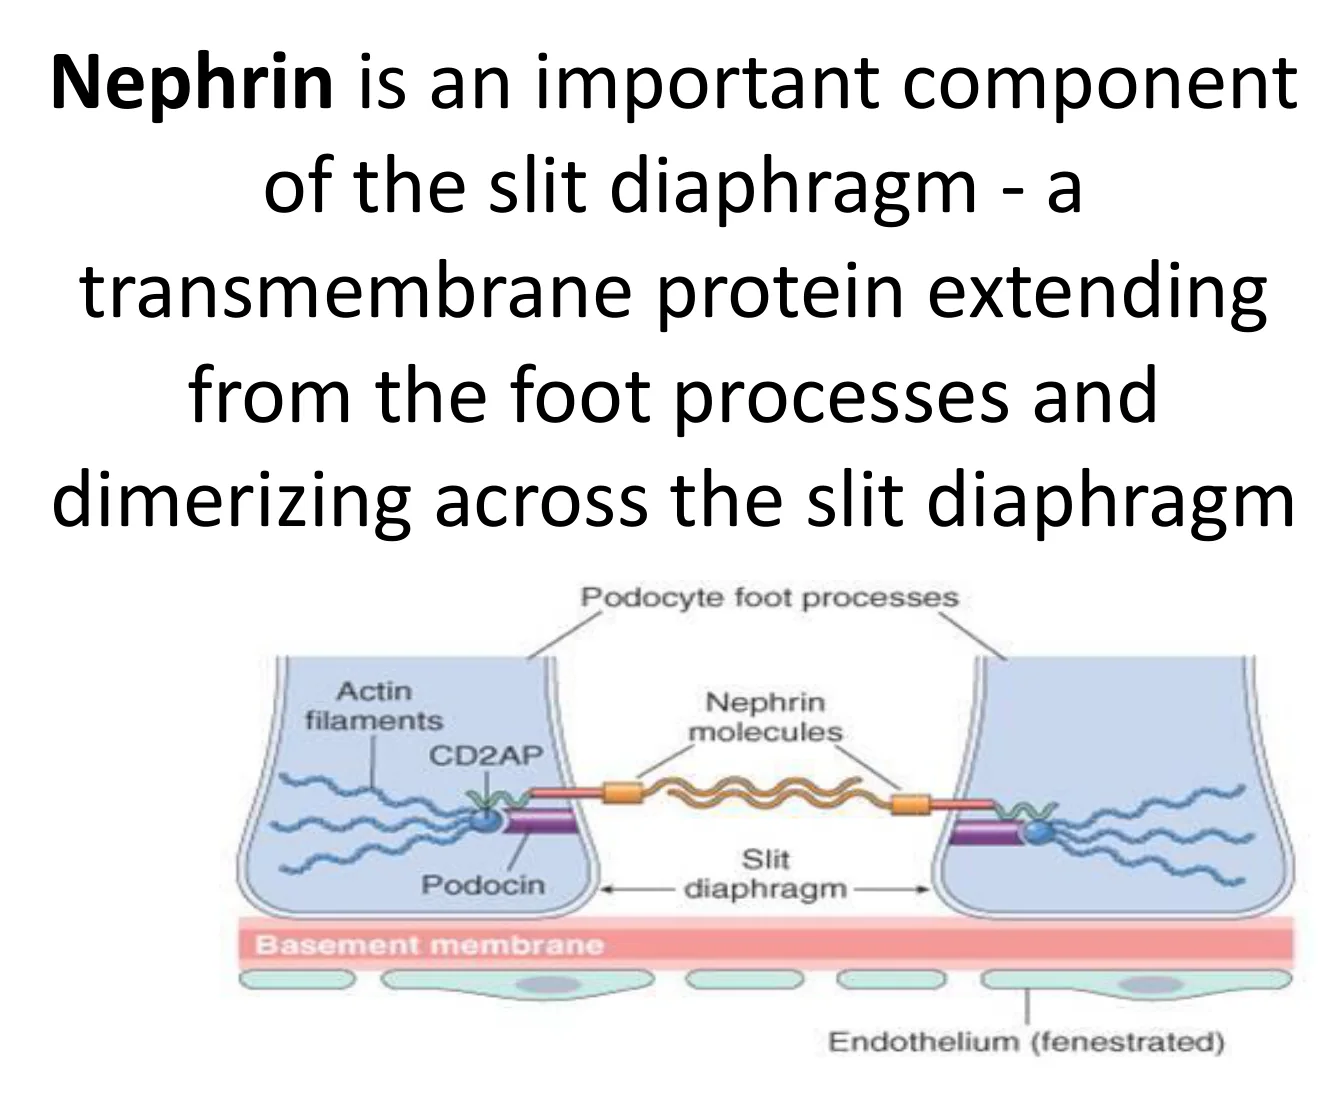 Nephrin is an important component
of the slit diaphragm - a
transmembrane protein extending
from the foot processes and
dimerizing across the slit diaphragm
Podocyte foot processes
Actin
filaments
CD2AP
Nephrin
molecules
Podocin
Slit
diaphragm
Basement membrane
Endothelium (fenestrated)